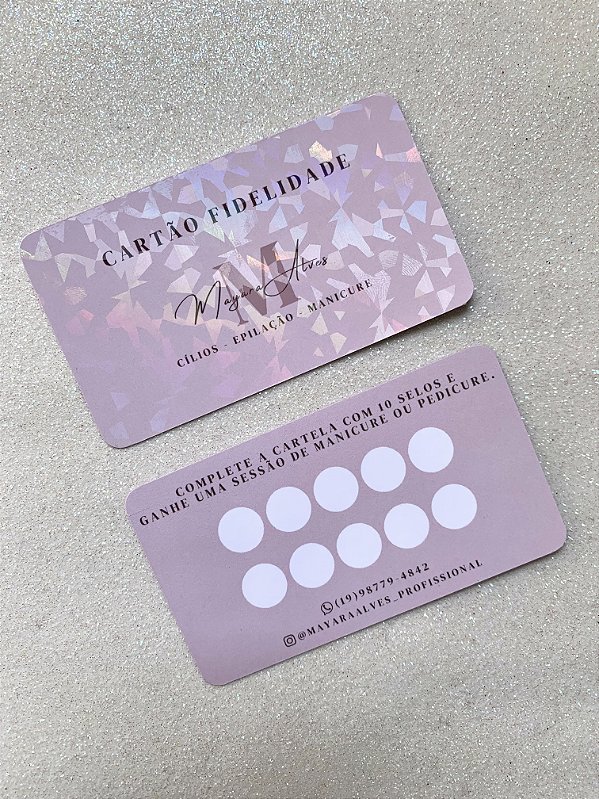 CARTÃO FIDELIDADE
M
Mayara Alves
CÍLIOS - EPILAÇÃO - MANICURE
COMPLETE A CARTELA COM 10 SELOS E
GANHE UMA SESSÃO DE MANICURE OU PEDICURE.
(19)98779-4842
@MAYARAALVES_PROFISSIONAL